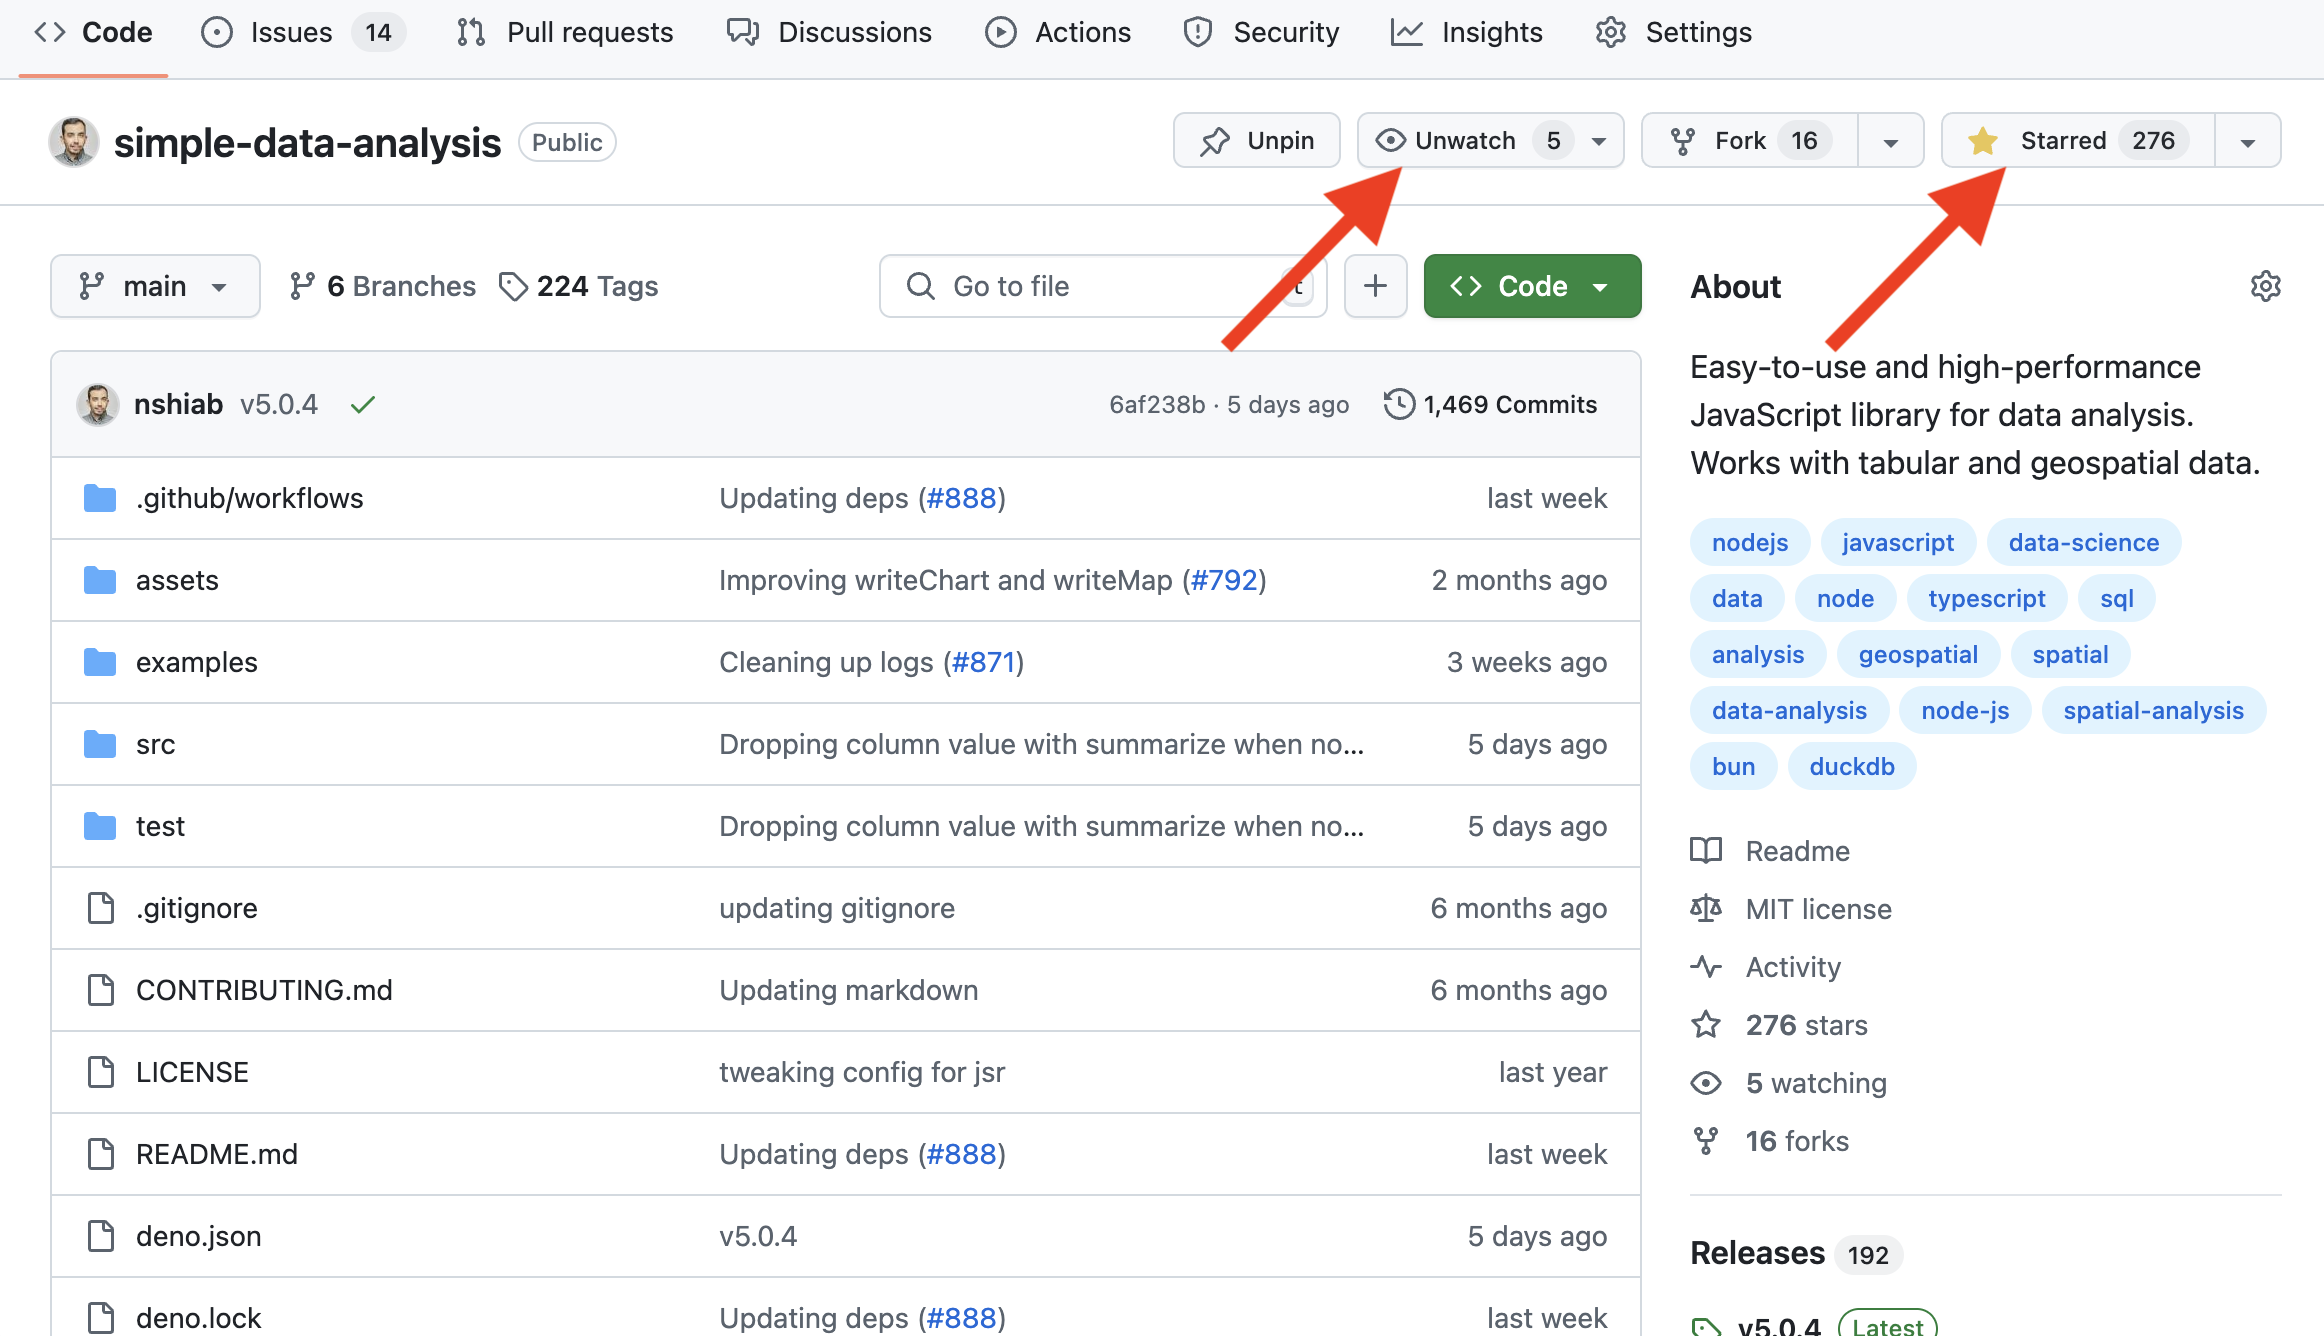 Code Issues 14 Pull requests Discussions Actions Security Insights Settings
simple-data-analysis Public Unpin Unwatch 5 Fork 16 Starred 276
main 6 Branches 224 Tags Go to file t + Code
nshiab v5.0.4 6af238b · 5 days ago 1,469 Commits
.github/workflows Updating deps (#888) last week
assets Improving writeChart and writeMap (#792) 2 months ago
examples Cleaning up logs (#871) 3 weeks ago
src Dropping column value with summarize when no... 5 days ago
test Dropping column value with summarize when no... 5 days ago
.gitignore updating gitignore 6 months ago
CONTRIBUTING.md Updating markdown 6 months ago
LICENSE tweaking config for jsr last year
README.md Updating deps (#888) last week
deno.json v5.0.4 5 days ago
deno.lock Updating deps (#888) last week
About
Easy-to-use and high-performance
JavaScript library for data analysis.
Works with tabular and geospatial data.
nodejs javascript data-science
data node typescript sql
analysis geospatial spatial
data-analysis node-js spatial-analysis
bun duckdb
Readme
MIT license
Activity
276 stars
5 watching
16 forks
Releases 192
v5.0.4 Latest